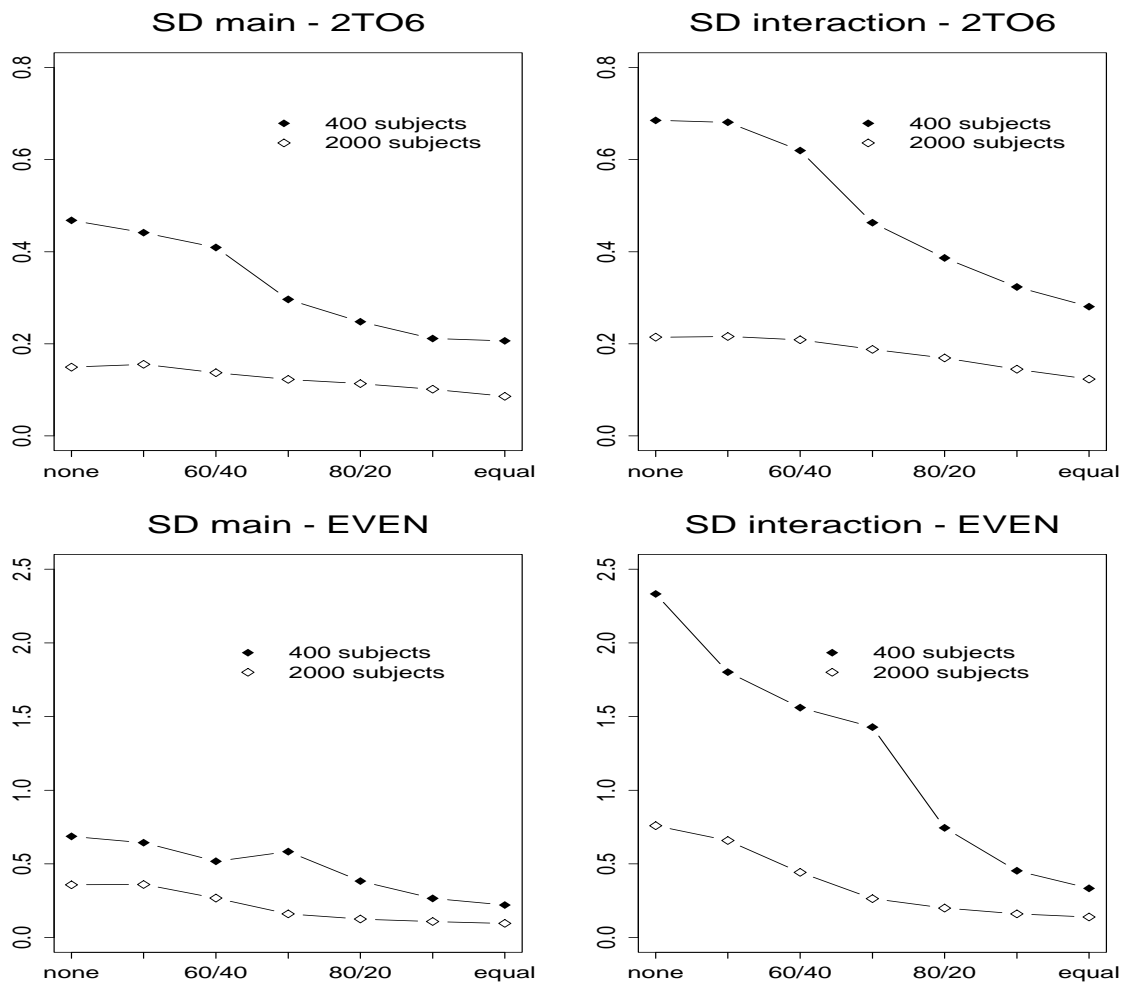 SD main - 2TO6
0.8
0.6
0.4
0.2
0.0
400 subjects
2000 subjects
none 60/40 80/20 equal
SD interaction - 2TO6
0.8
0.6
0.4
0.2
0.0
400 subjects
2000 subjects
none 60/40 80/20 equal
SD main - EVEN
2.5
2.0
1.5
1.0
0.5
0.0
400 subjects
2000 subjects
none 60/40 80/20 equal
SD interaction - EVEN
2.5
2.0
1.5
1.0
0.5
0.0
400 subjects
2000 subjects
none 60/40 80/20 equal